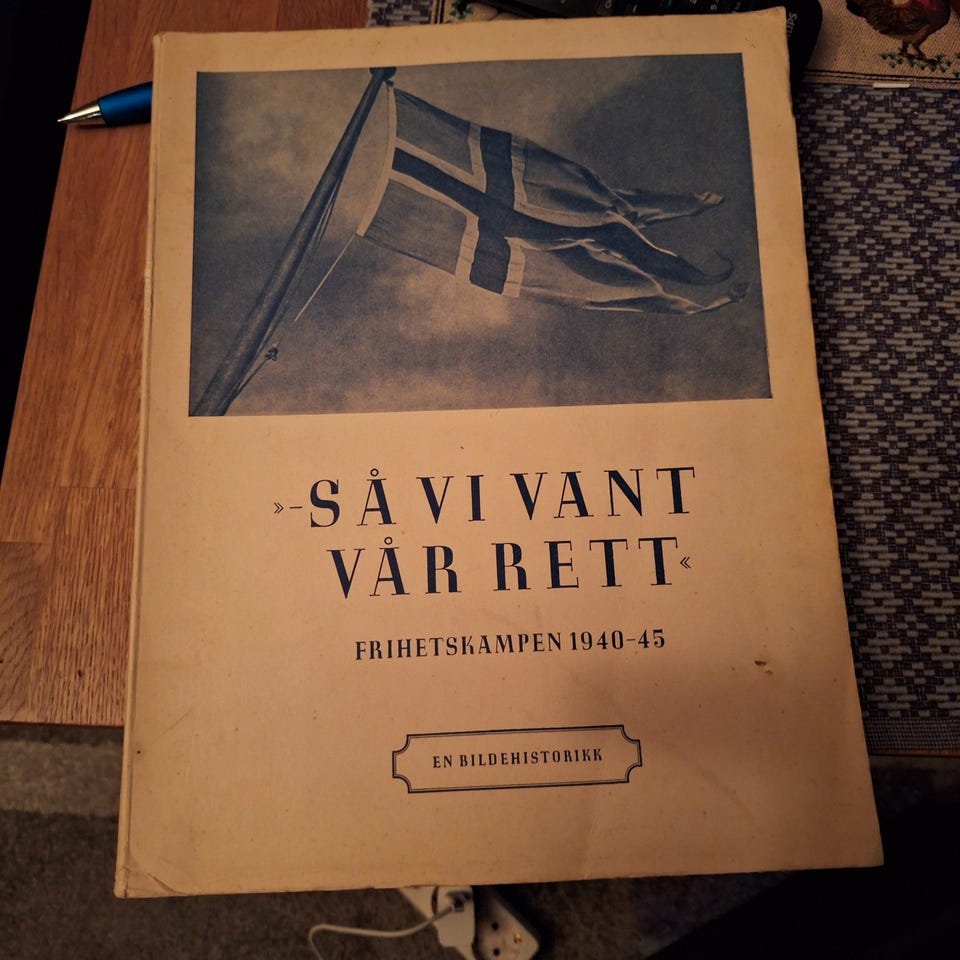 »-SÅ VI VANT
VÅR RETT«
FRIHETSKAMPEN 1940-45
EN BILDEHISTORIKK